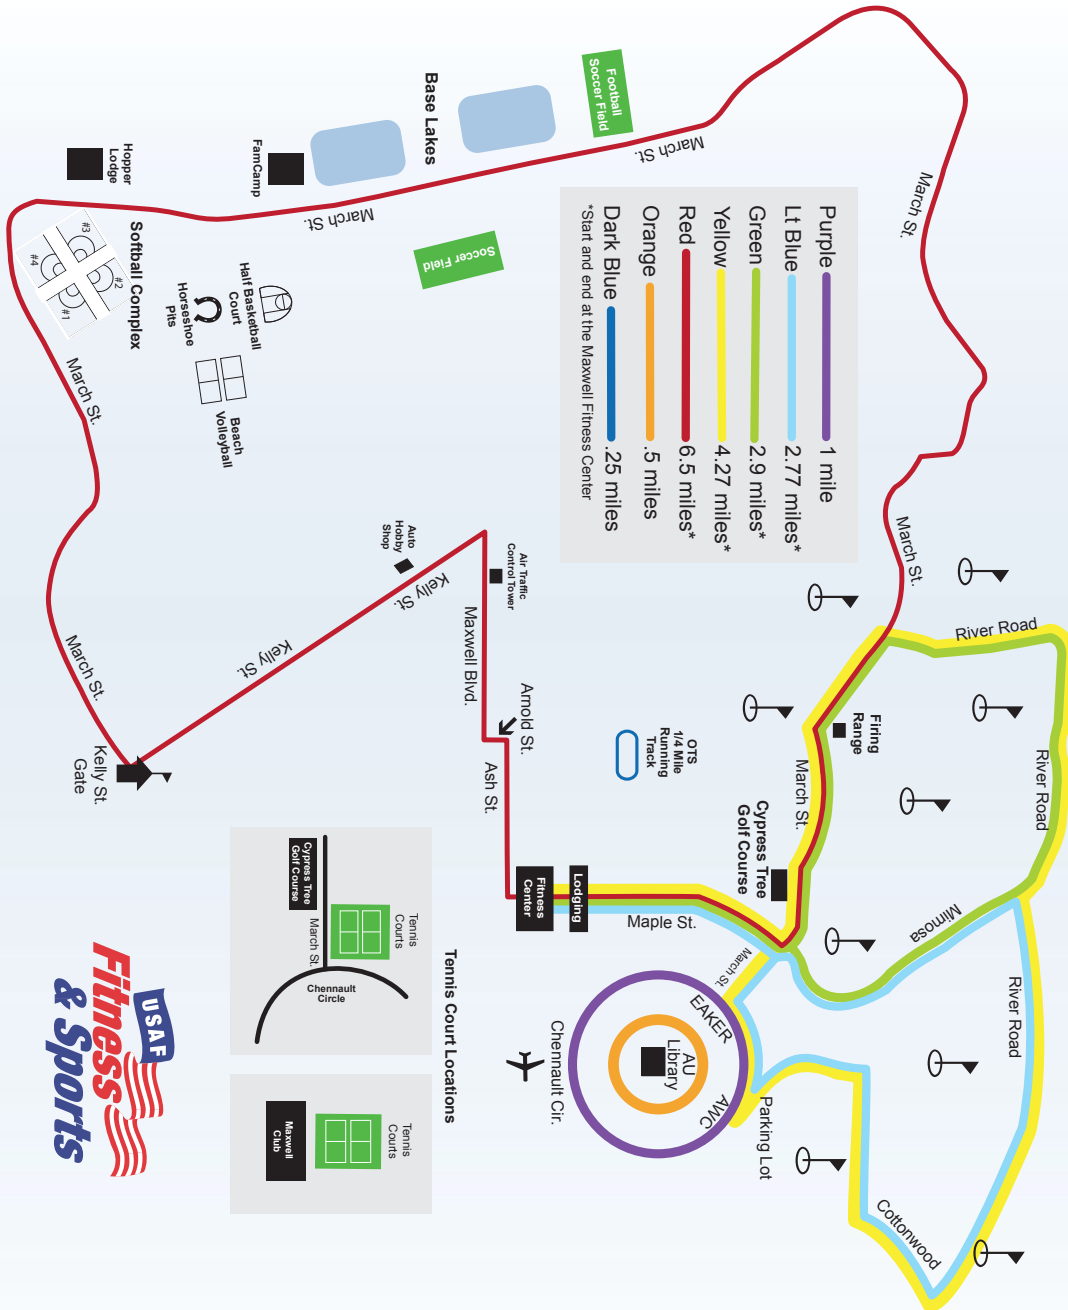 Purple 1 mile
Lt Blue 2.77 miles*
Green 2.9 miles*
Yellow 4.27 miles*
Red 6.5 miles*
Orange .5 miles
Dark Blue .25 miles
*Start and end at the Maxwell Fitness Center
Football
Soccer Field
Base Lakes
FamCamp
Hopper
Lodge
March St.
March St.
March St.
March St.
Soccer Field
Softball Complex
#3
#2
#4
#1
Half Basketball
Court
Horseshoe
Pits
Beach
Volleyball
March St.
March St.
Kelly St.
Gate
Kelly St.
Kelly St.
Auto
Hobby
Shop
Air Traffic
Control Tower
Maxwell Blvd.
Arnold St.
Ash St.
Fitness
Center
Lodging
Maple St.
OTS
1/4 Mile
Running
Track
Firing
Range
March St.
Cypress Tree
Golf Course
River Road
River Road
River Road
Mimosa
March St.
EAKER
AU
Library
AWC
Chennault Cir.
Parking Lot
Cottonwood
Tennis Court Locations
Tennis
Courts
March St.
Cypress Tree
Golf Course
Chennault
Circle
Tennis
Courts
Maxwell
Club
USAF
Fitness
& Sports